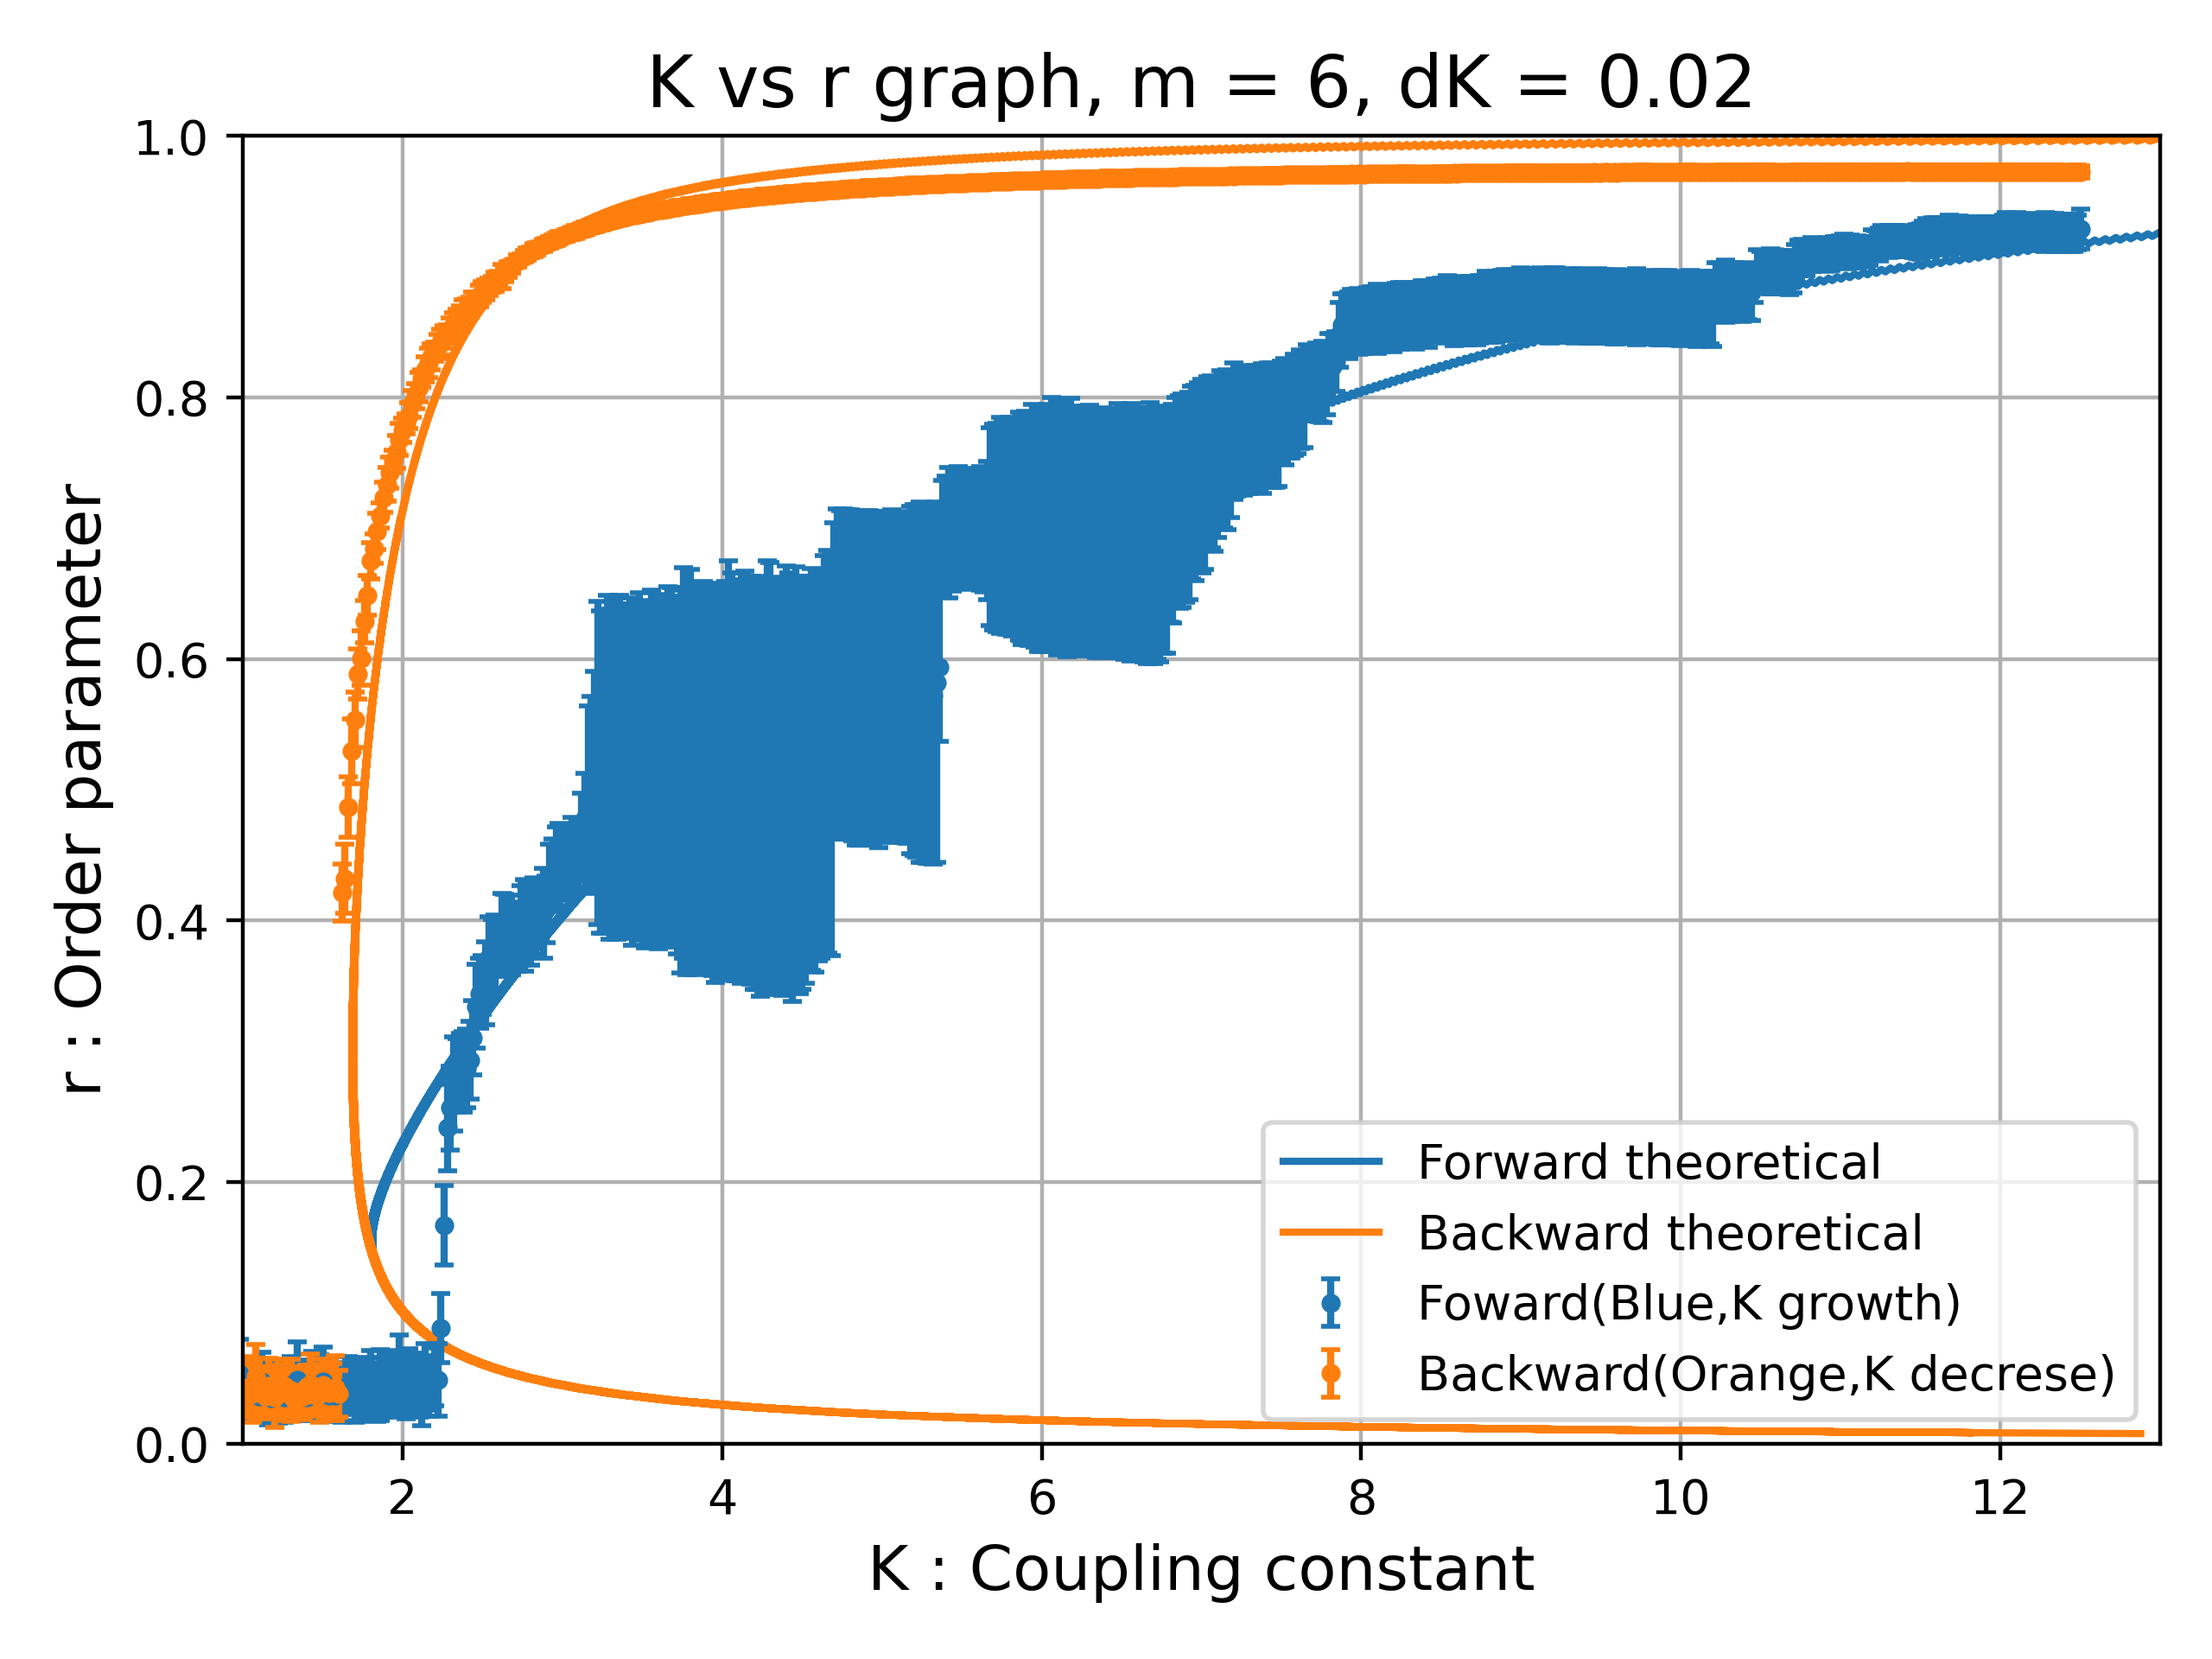 K vs r graph, m = 6, dK = 0.02
1.0
0.8
0.6
0.4
0.2
0.0
r : Order parameter
2 4 6 8 10 12
K : Coupling constant
Forward theoretical
Backward theoretical
Foward(Blue,K growth)
Backward(Orange,K decrese)